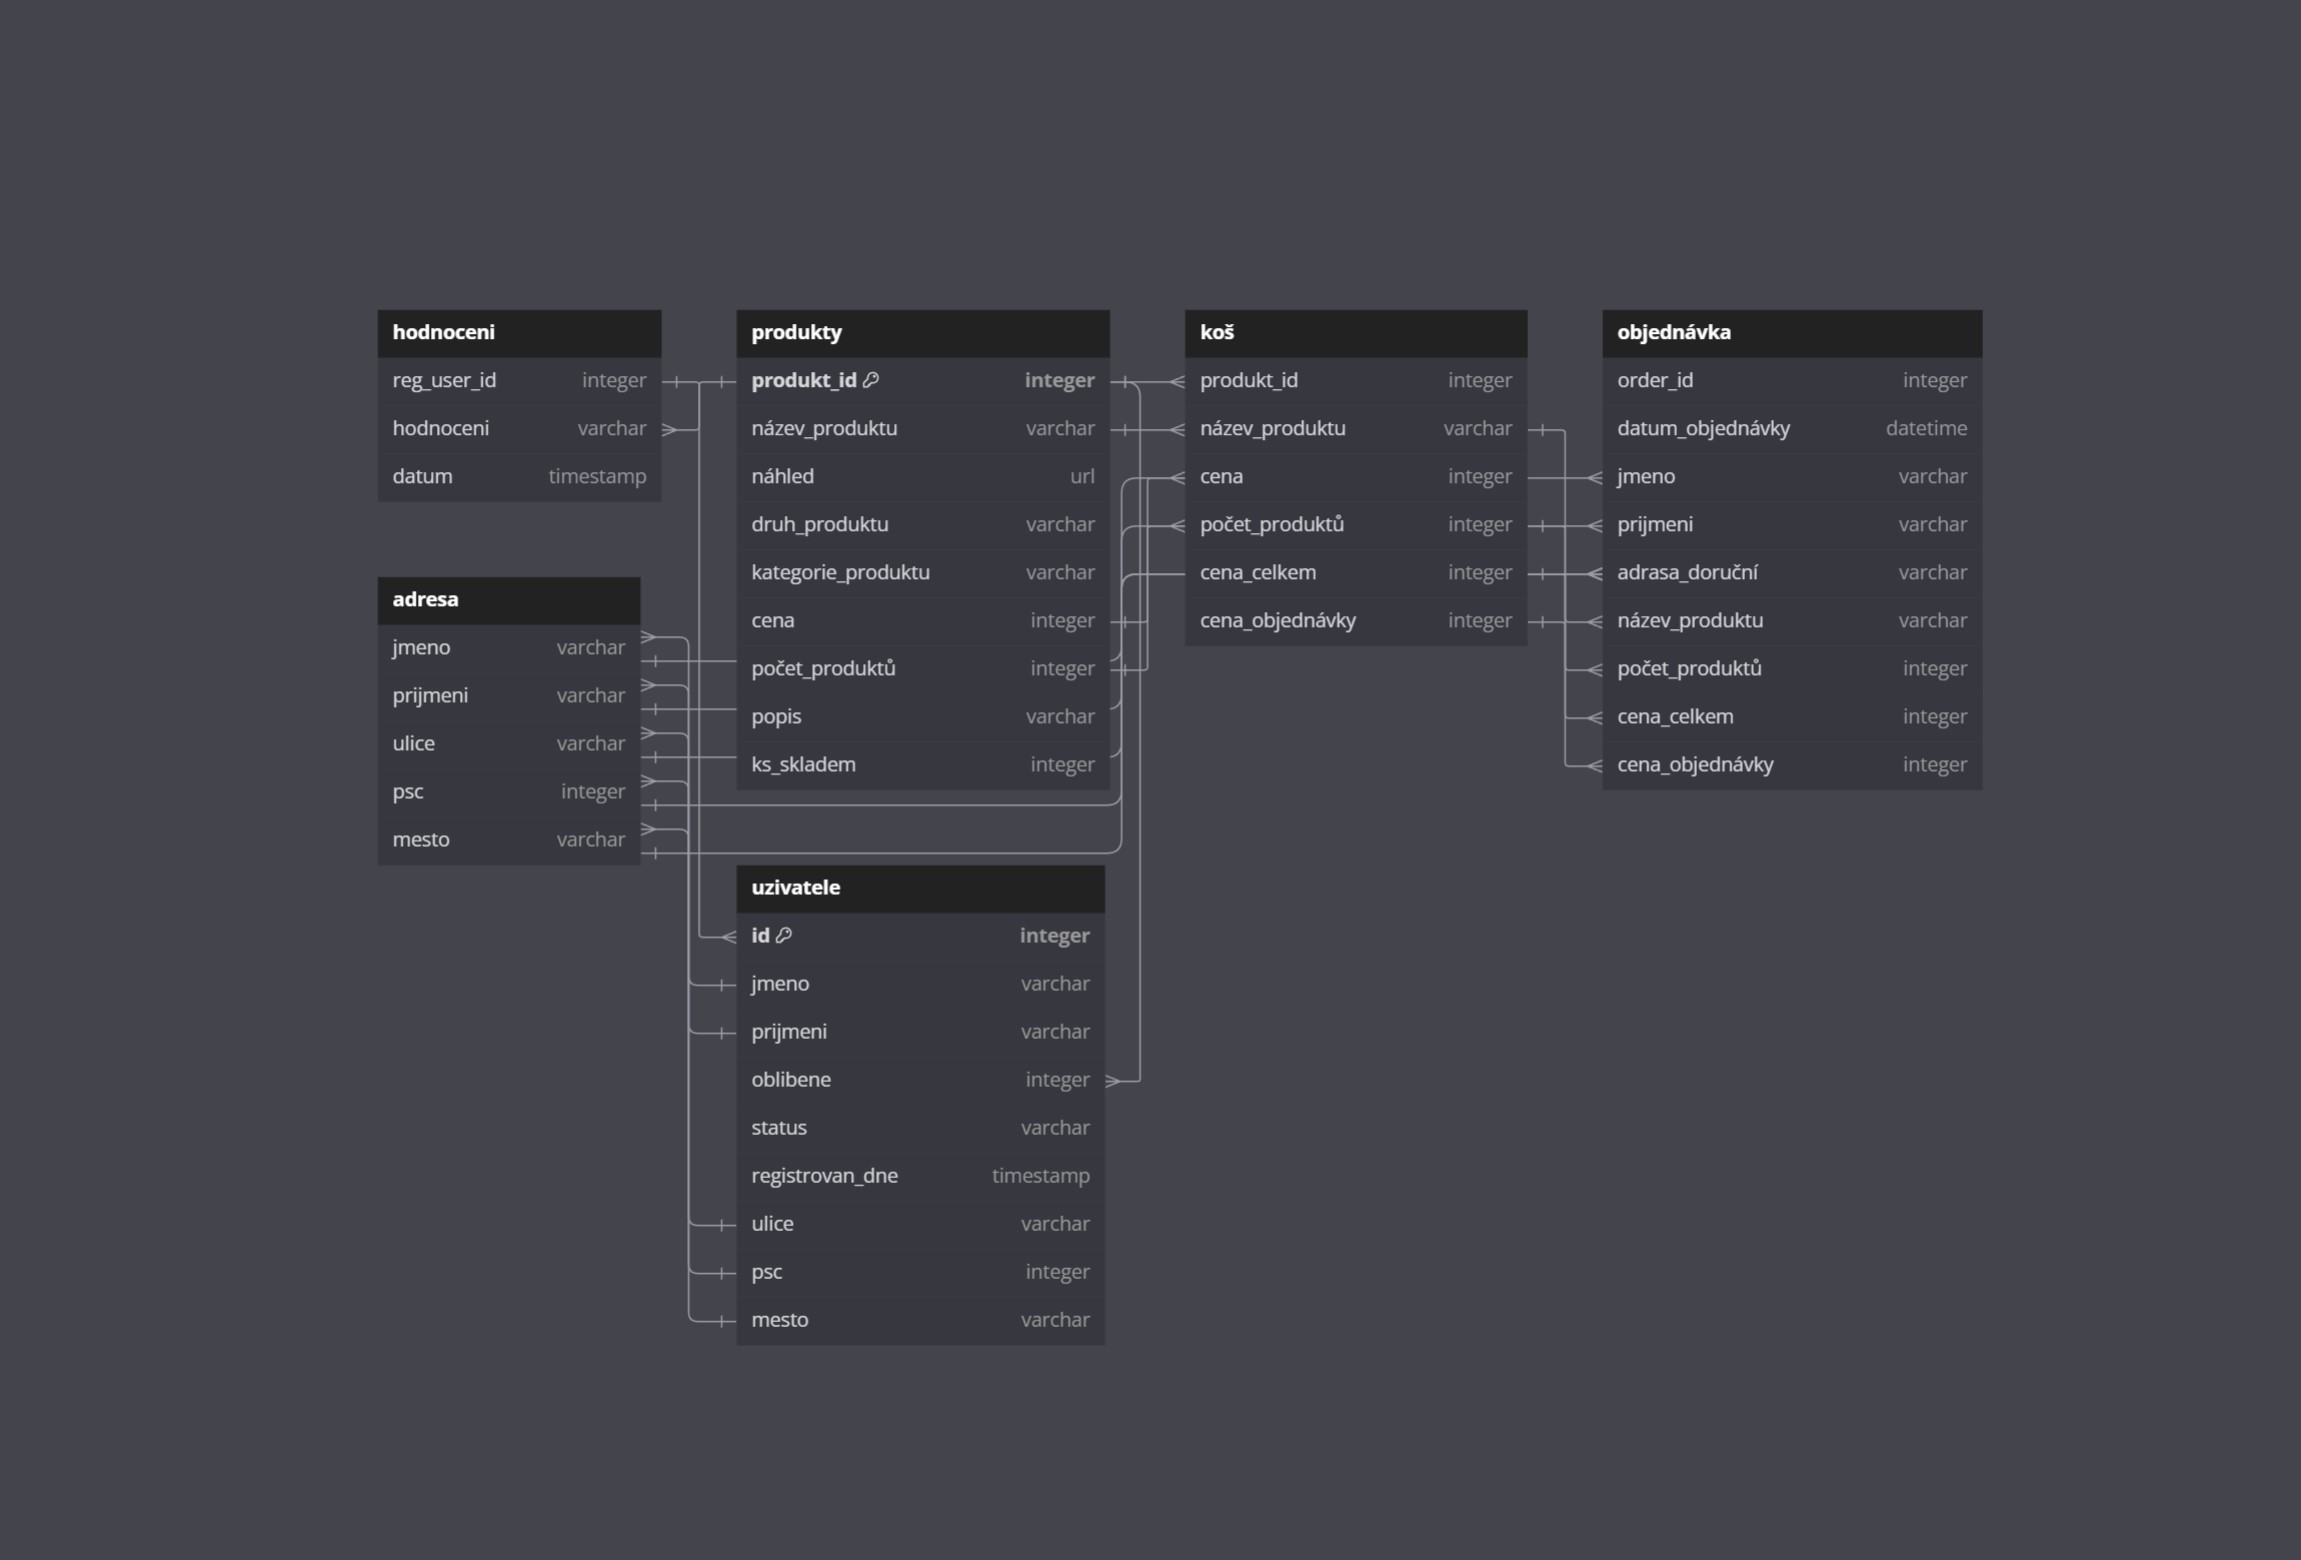 hodnoceni
reg_user_id integer
hodnoceni varchar
datum timestamp
adresa
jmeno varchar
prijmeni varchar
ulice varchar
psc integer
mesto varchar
produkty
produkt_id integer
název_produktu varchar
náhled url
druh_produktu varchar
kategorie_produktu varchar
cena integer
počet_produktů integer
popis varchar
ks_skladem integer
uzivatele
id integer
jmeno varchar
prijmeni varchar
oblibene integer
status varchar
registrovan_dne timestamp
ulice varchar
psc integer
mesto varchar
koš
produkt_id integer
název_produktu varchar
cena integer
počet_produktů integer
cena_celkem integer
cena_objednávky integer
objednávka
order_id integer
datum_objednávky datetime
jmeno varchar
prijmeni varchar
adrasa_doruční varchar
název_produktu varchar
počet_produktů integer
cena_celkem integer
cena_objednávky integer